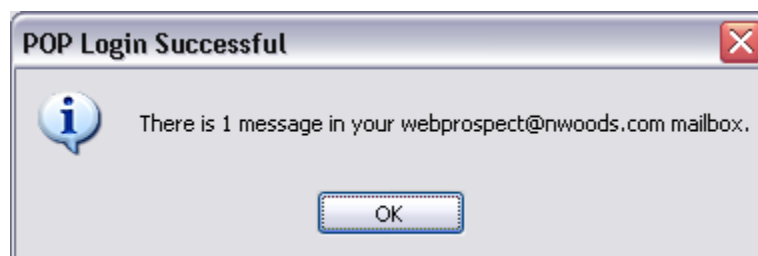 POP Login Successful
There is 1 message in your webprospect@nwoods.com mailbox.
OK